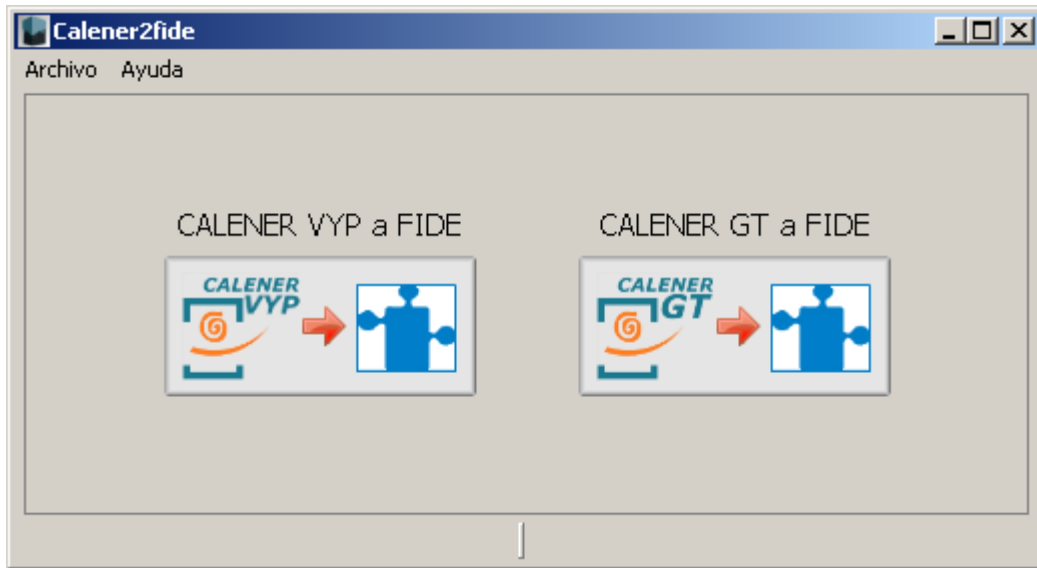 Calener2fide
Archivo Ayuda
CALENER VYP a FIDE
CALENER GT a FIDE
CALENER
VYP
CALENER
GT